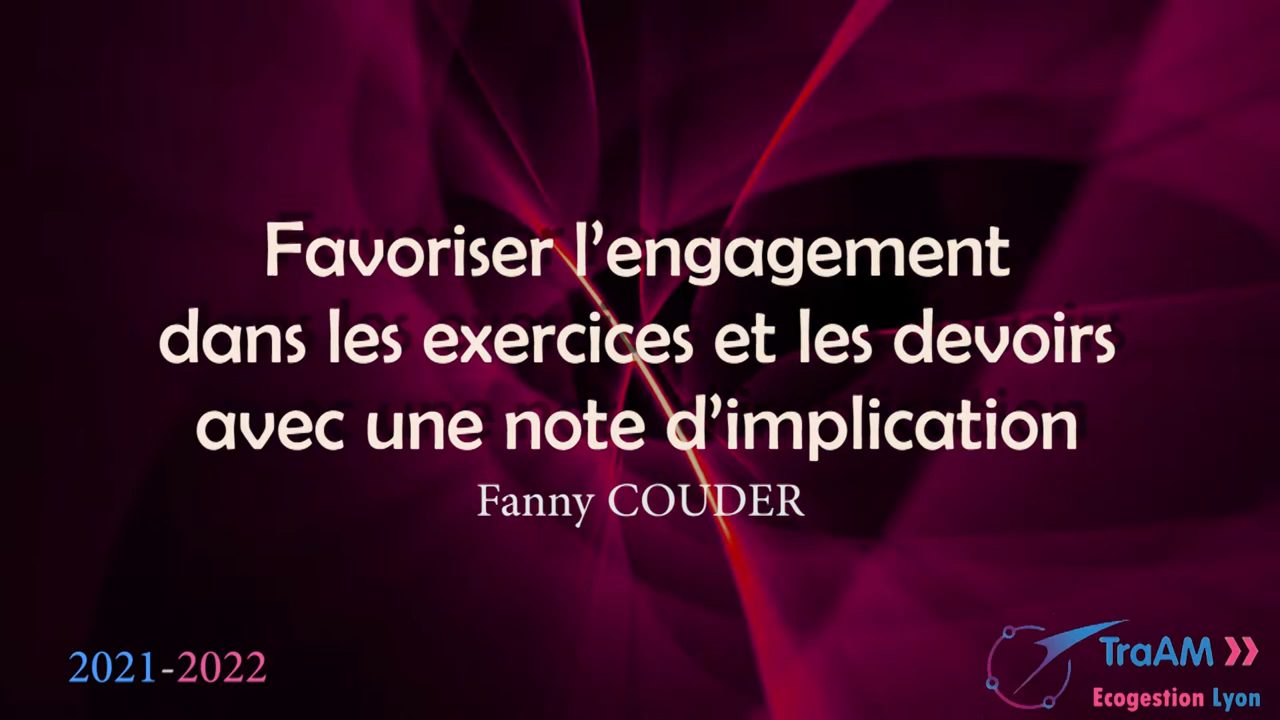 Favoriser l’engagement
dans les exercices et les devoirs
avec une note d’implication
Fanny COUDER
2021-2022
TraAM
Ecogestion Lyon